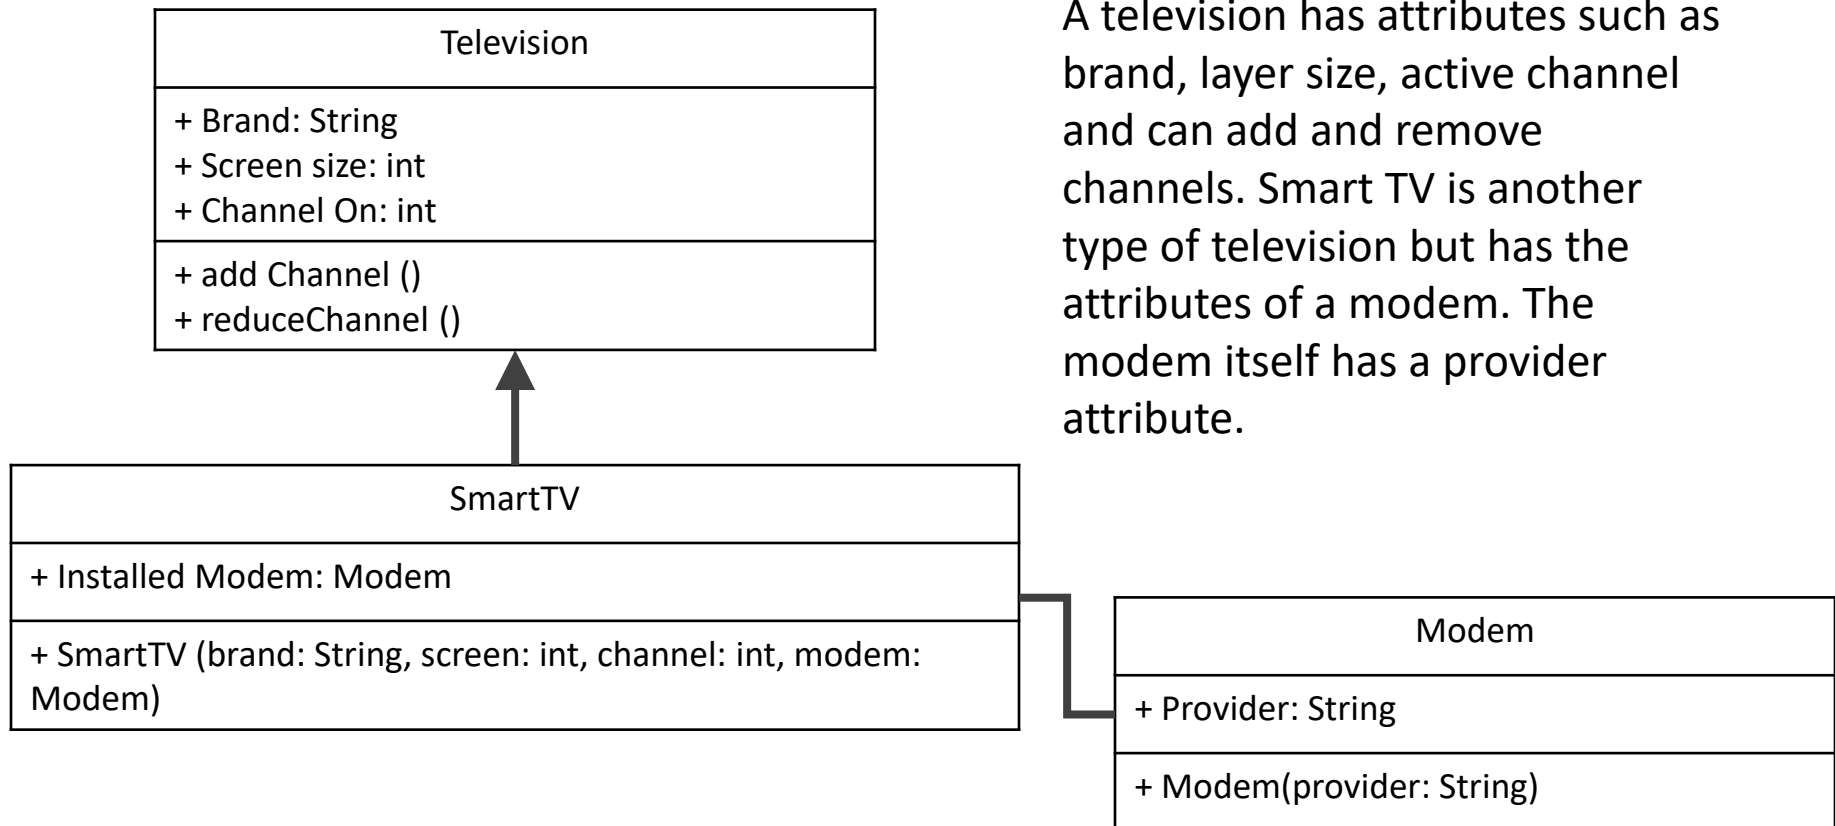 Television
+ Brand: String
+ Screen size: int
+ Channel On: int
+ add Channel ()
+ reduceChannel ()
A television has attributes such as
brand, layer size, active channel
and can add and remove
channels. Smart TV is another
type of television but has the
attributes of a modem. The
modem itself has a provider
attribute.
SmartTV
+ Installed Modem: Modem
+ SmartTV (brand: String, screen: int, channel: int, modem:
Modem)
Modem
+ Provider: String
+ Modem(provider: String)